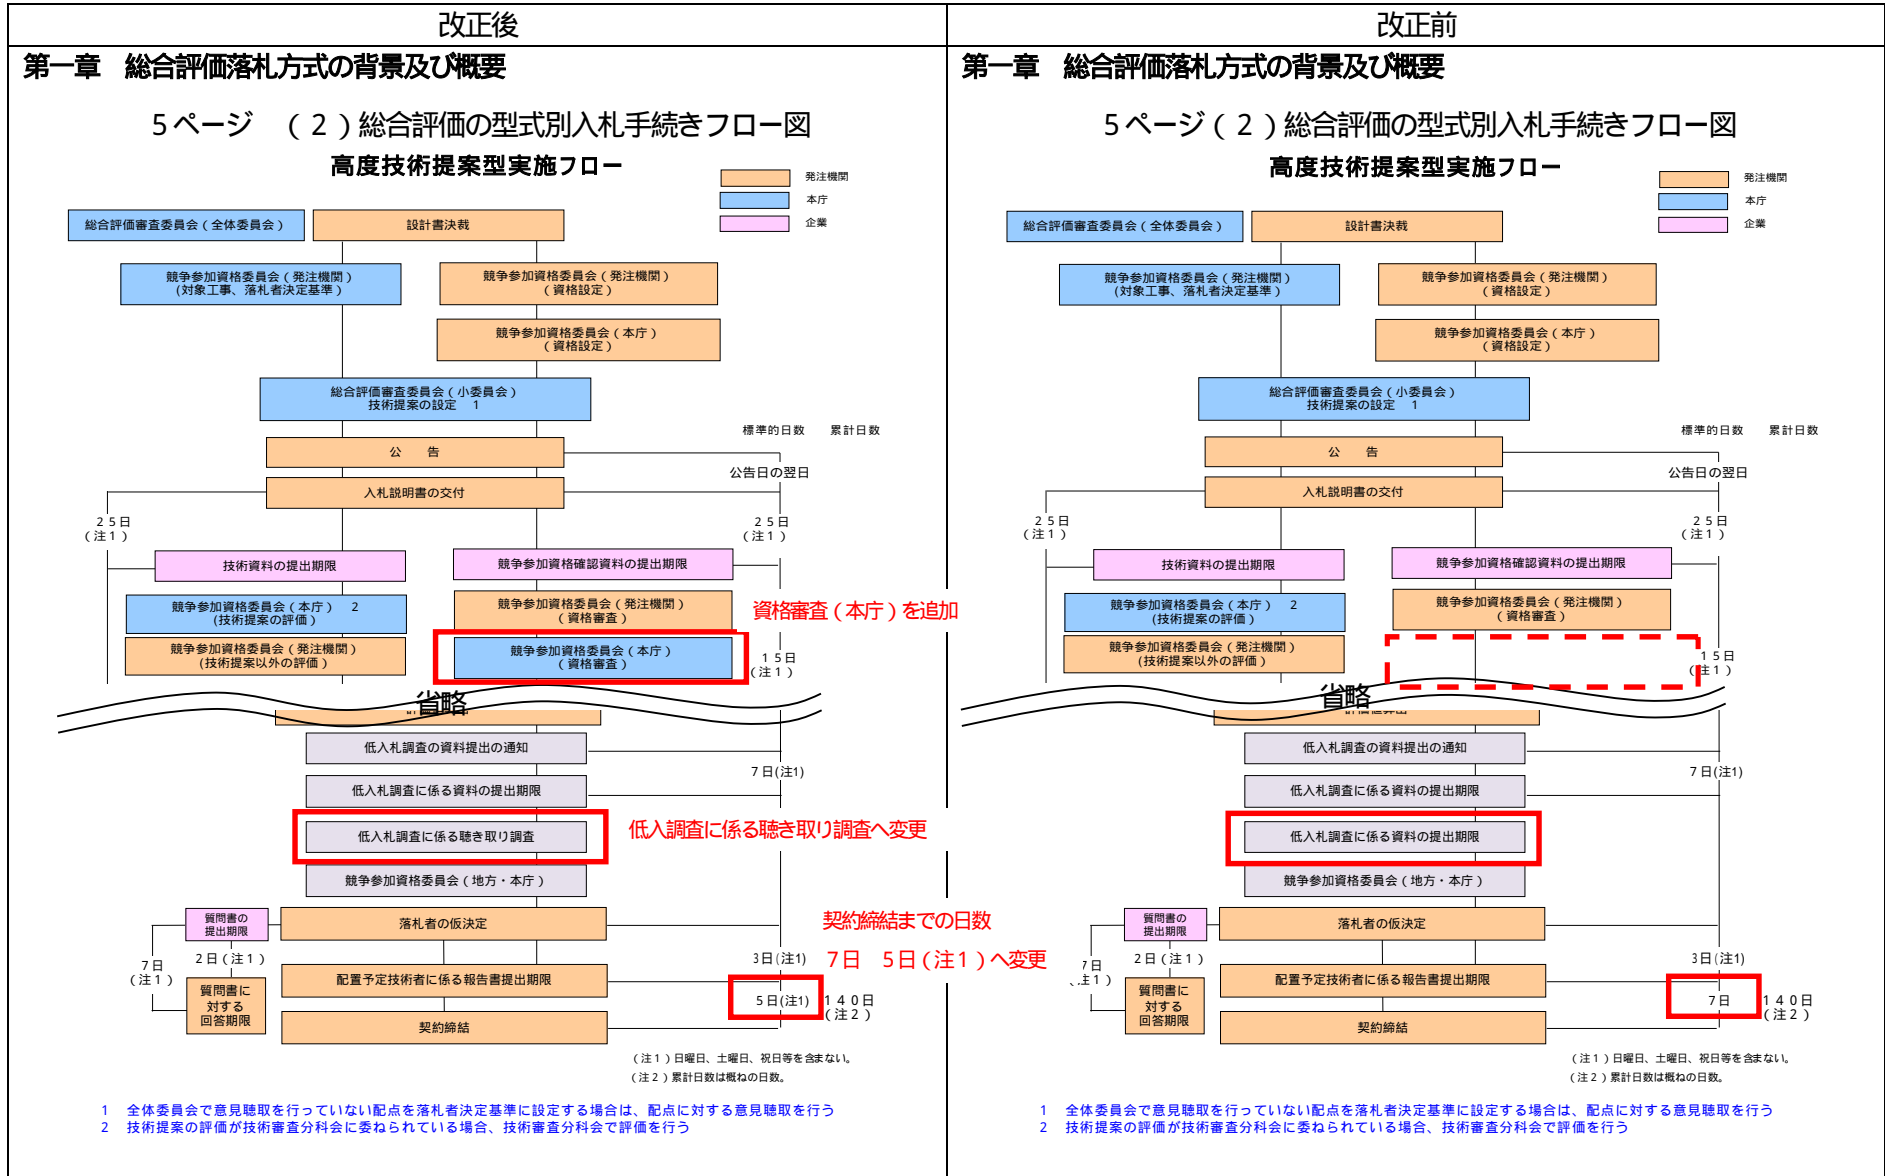 改正後
第一章　総合評価落札方式の背景及び概要
5ページ　（２）総合評価の型式別入札手続きフロー図
高度技術提案型実施フロー
発注機関
本庁
企業
総合評価審査委員会（全体委員会）
設計書決裁
競争参加資格委員会（発注機関）
(対象工事、落札者決定基準）
競争参加資格委員会（発注機関）
（資格設定）
競争参加資格委員会（本庁）
（資格設定）
総合評価審査委員会（小委員会）
技術提案の設定　1
標準的日数　累計日数
公　告
公告日の翌日
入札説明書の交付
２５日
（注１）
２５日
（注１）
技術資料の提出期限
競争参加資格確認資料の提出期限
競争参加資格委員会（本庁）　2
(技術提案の評価）
競争参加資格委員会（発注機関）
（資格審査）
資格審査（本庁）を追加
競争参加資格委員会（発注機関）
(技術提案以外の評価）
競争参加資格委員会（本庁）
（資格審査）
１５日
（注１）
省略
低入札調査の資料提出の通知
７日(注1)
低入札調査に係る資料の提出期限
低入札調査に係る聴き取り調査
低入調査に係る聴き取り調査へ変更
競争参加資格委員会（地方・本庁）
質問書の
提出期限
落札者の仮決定
契約締結までの日数
7日　5日（注１）へ変更
７日
（注１）
２日（注１）
3日(注1)
配置予定技術者に係る報告書提出期限
質問書に
対する
回答期限
５日(注1)
１４０日
（注２）
契約締結
（注１）日曜日、土曜日、祝日等を含まない。
（注２）累計日数は概ねの日数。
1　全体委員会で意見聴取を行っていない配点を落札者決定基準に設定する場合は、配点に対する意見聴取を行う
2　技術提案の評価が技術審査分科会に委ねられている場合、技術審査分科会で評価を行う
改正前
第一章　総合評価落札方式の背景及び概要
5ページ（２）総合評価の型式別入札手続きフロー図
高度技術提案型実施フロー
発注機関
本庁
企業
総合評価審査委員会（全体委員会）
設計書決裁
競争参加資格委員会（発注機関）
(対象工事、落札者決定基準）
競争参加資格委員会（発注機関）
（資格設定）
競争参加資格委員会（本庁）
（資格設定）
総合評価審査委員会（小委員会）
技術提案の設定　1
標準的日数　累計日数
公　告
公告日の翌日
入札説明書の交付
２５日
（注１）
２５日
（注１）
技術資料の提出期限
競争参加資格確認資料の提出期限
競争参加資格委員会（本庁）　2
(技術提案の評価）
競争参加資格委員会（発注機関）
（資格審査）
競争参加資格委員会（発注機関）
(技術提案以外の評価）
１５日
（注１）
省略
低入札調査の資料提出の通知
７日(注1)
低入札調査に係る資料の提出期限
低入札調査に係る資料の提出期限
競争参加資格委員会（地方・本庁）
質問書の
提出期限
落札者の仮決定
７日
（注１）
２日（注１）
3日(注1)
配置予定技術者に係る報告書提出期限
質問書に
対する
回答期限
７日
１４０日
（注２）
契約締結
（注１）日曜日、土曜日、祝日等を含まない。
（注２）累計日数は概ねの日数。
1　全体委員会で意見聴取を行っていない配点を落札者決定基準に設定する場合は、配点に対する意見聴取を行う
2　技術提案の評価が技術審査分科会に委ねられている場合、技術審査分科会で評価を行う